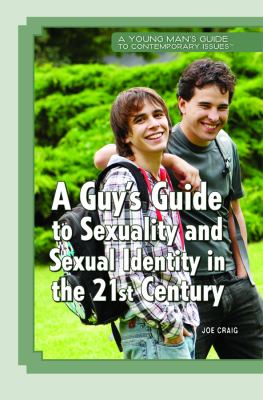 A YOUNG MAN'S GUIDE
TO CONTEMPORARY ISSUES™
A Guy's Guide
to Sexuality and
Sexual Identity in
the 21st Century
JOE CRAIG